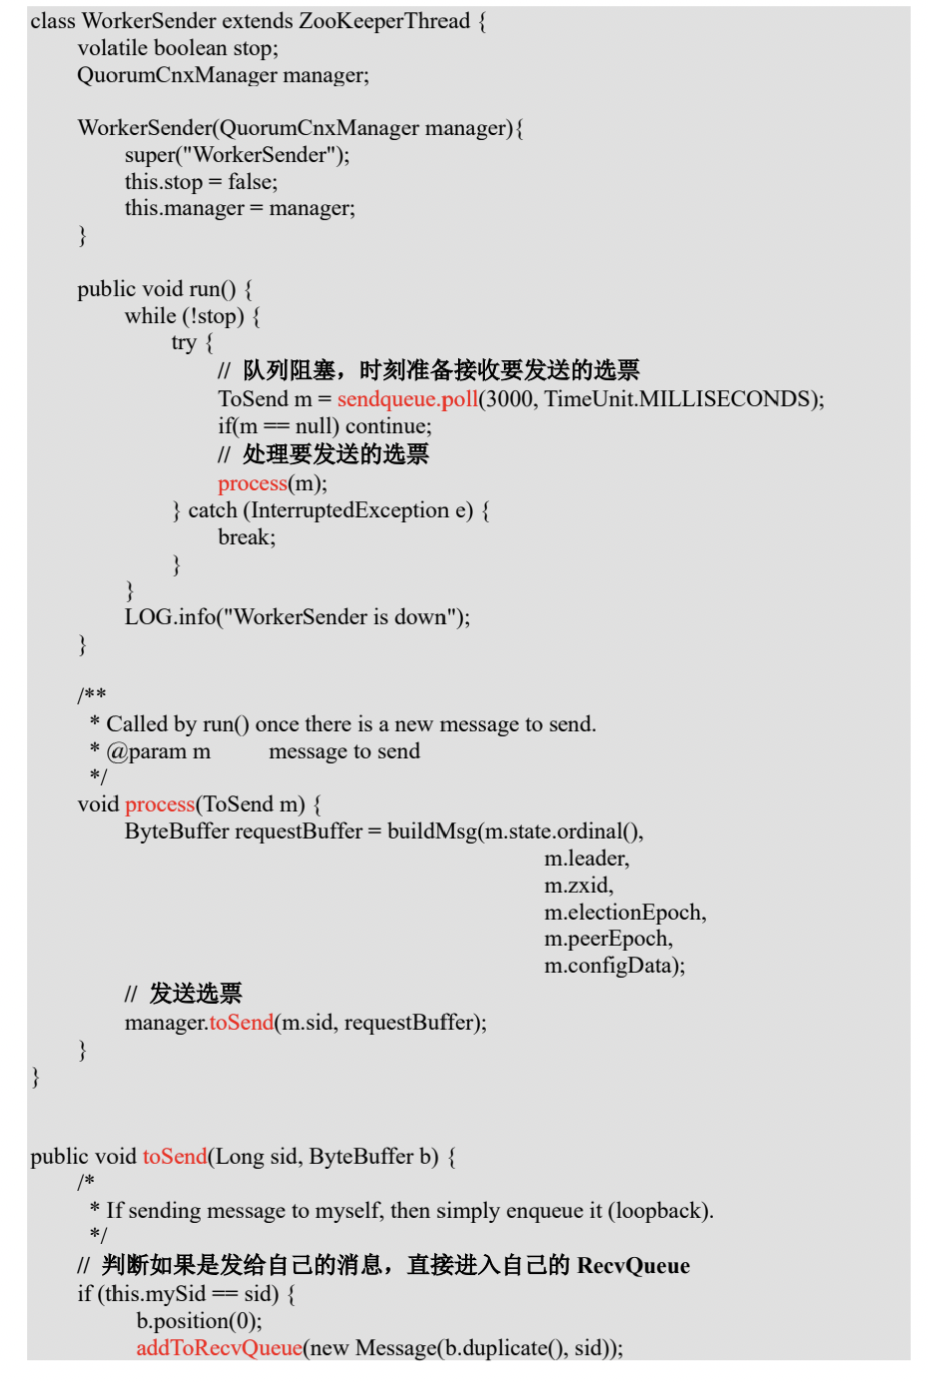 class WorkerSender extends ZooKeeperThread {
volatile boolean stop;
QuorumCnxManager manager;
WorkerSender(QuorumCnxManager manager){
super("WorkerSender");
this.stop = false;
this.manager = manager;
}
public void run() {
while (!stop) {
try {
// 队列阻塞，时刻准备接收要发送的选票
ToSend m = sendqueue.poll(3000, TimeUnit.MILLISECONDS);
if(m == null) continue;
// 处理要发送的选票
process(m);
} catch (InterruptedException e) {
break;
}
}
LOG.info("WorkerSender is down");
}
/**
* Called by run() once there is a new message to send.
* @param m message to send
*/
void process(ToSend m) {
ByteBuffer requestBuffer = buildMsg(m.state.ordinal(),
m.leader,
m.zxid,
m.electionEpoch,
m.peerEpoch,
m.configData);
// 发送选票
manager.toSend(m.sid, requestBuffer);
}
}
public void toSend(Long sid, ByteBuffer b) {
/*
* If sending message to myself, then simply enqueue it (loopback).
*/
// 判断如果是发给自己的消息，直接进入自己的 RecvQueue
if (this.mySid == sid) {
b.position(0);
addToRecvQueue(new Message(b.duplicate(), sid));